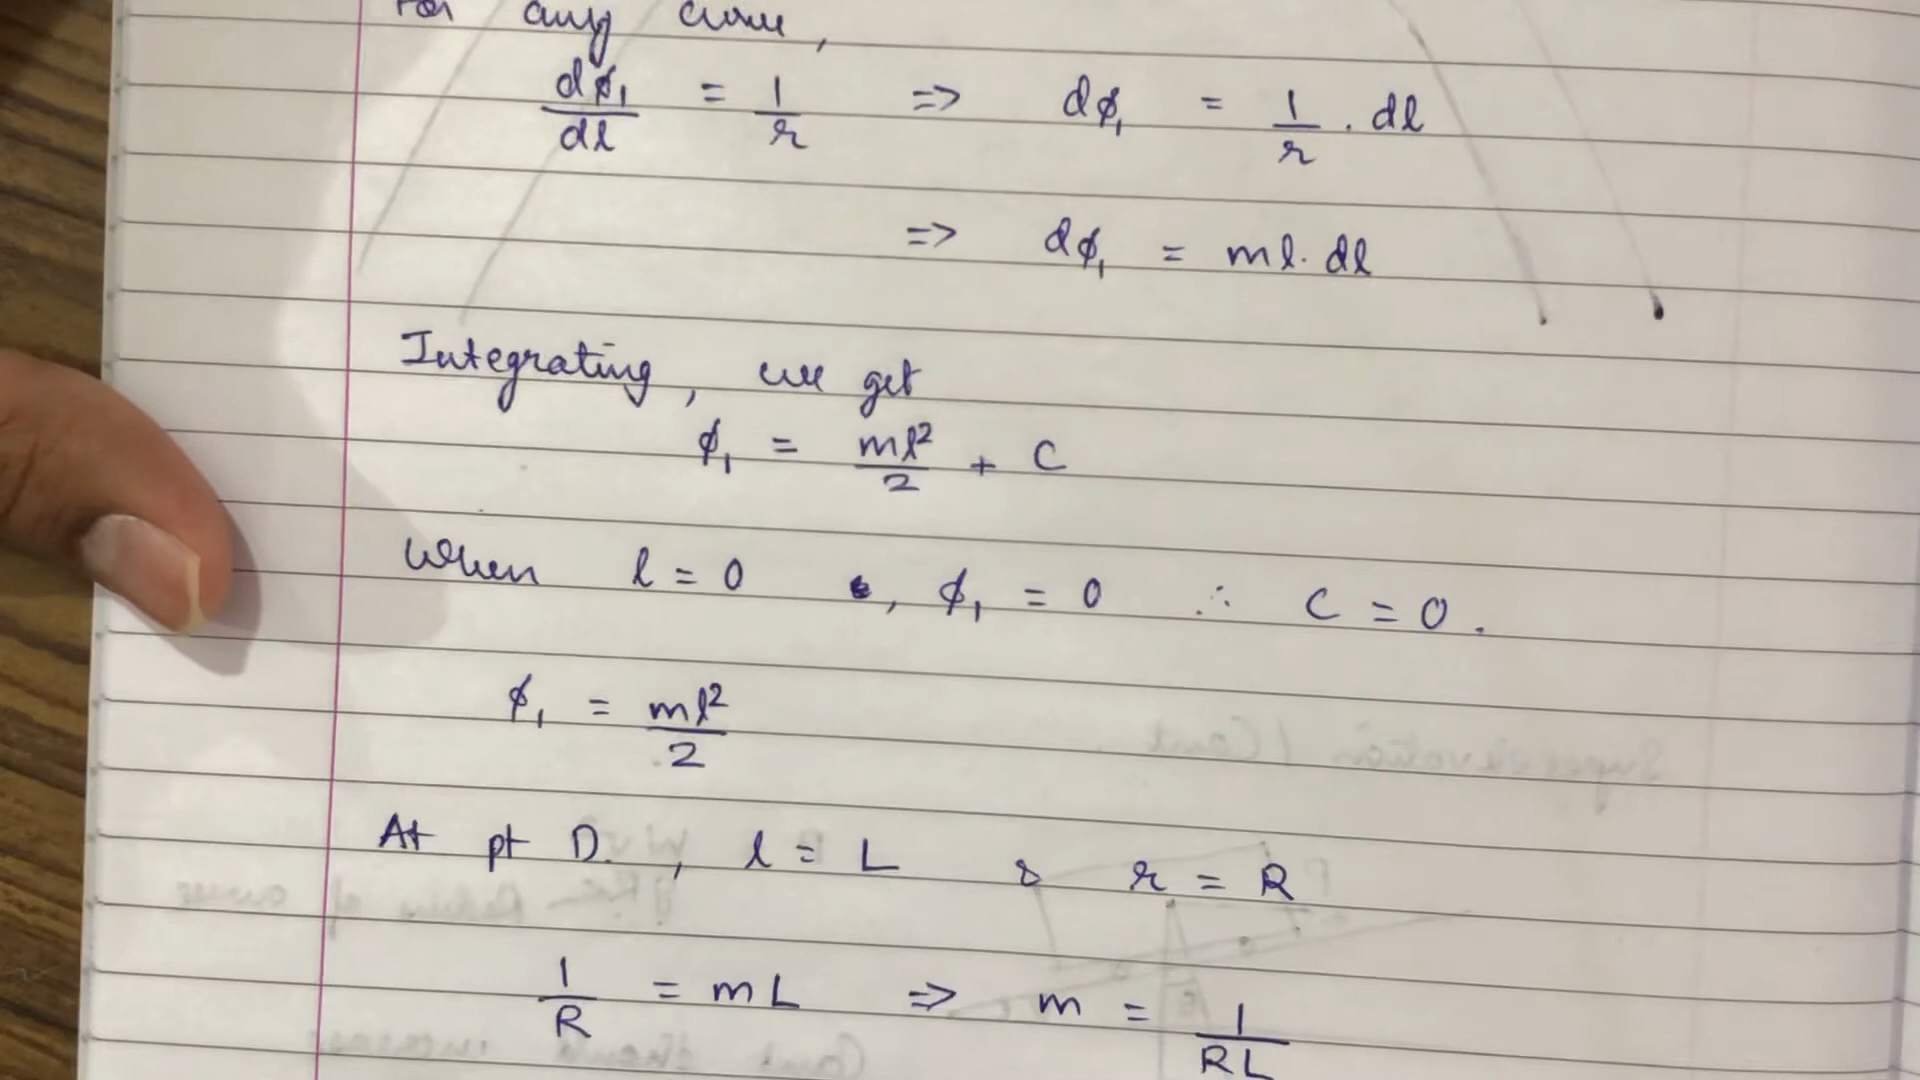 For any curve,
dφ₁/dl = 1/r => dφ₁ = 1/r . dl
=> dφ₁ = ml. dl
Integrating, we get
φ₁ = ml²/2 + C
When l = 0 , φ₁ = 0 ∴ C = 0.
φ₁ = ml²/2
At pt D, l = L & r = R
1/R = mL => m = 1/RL